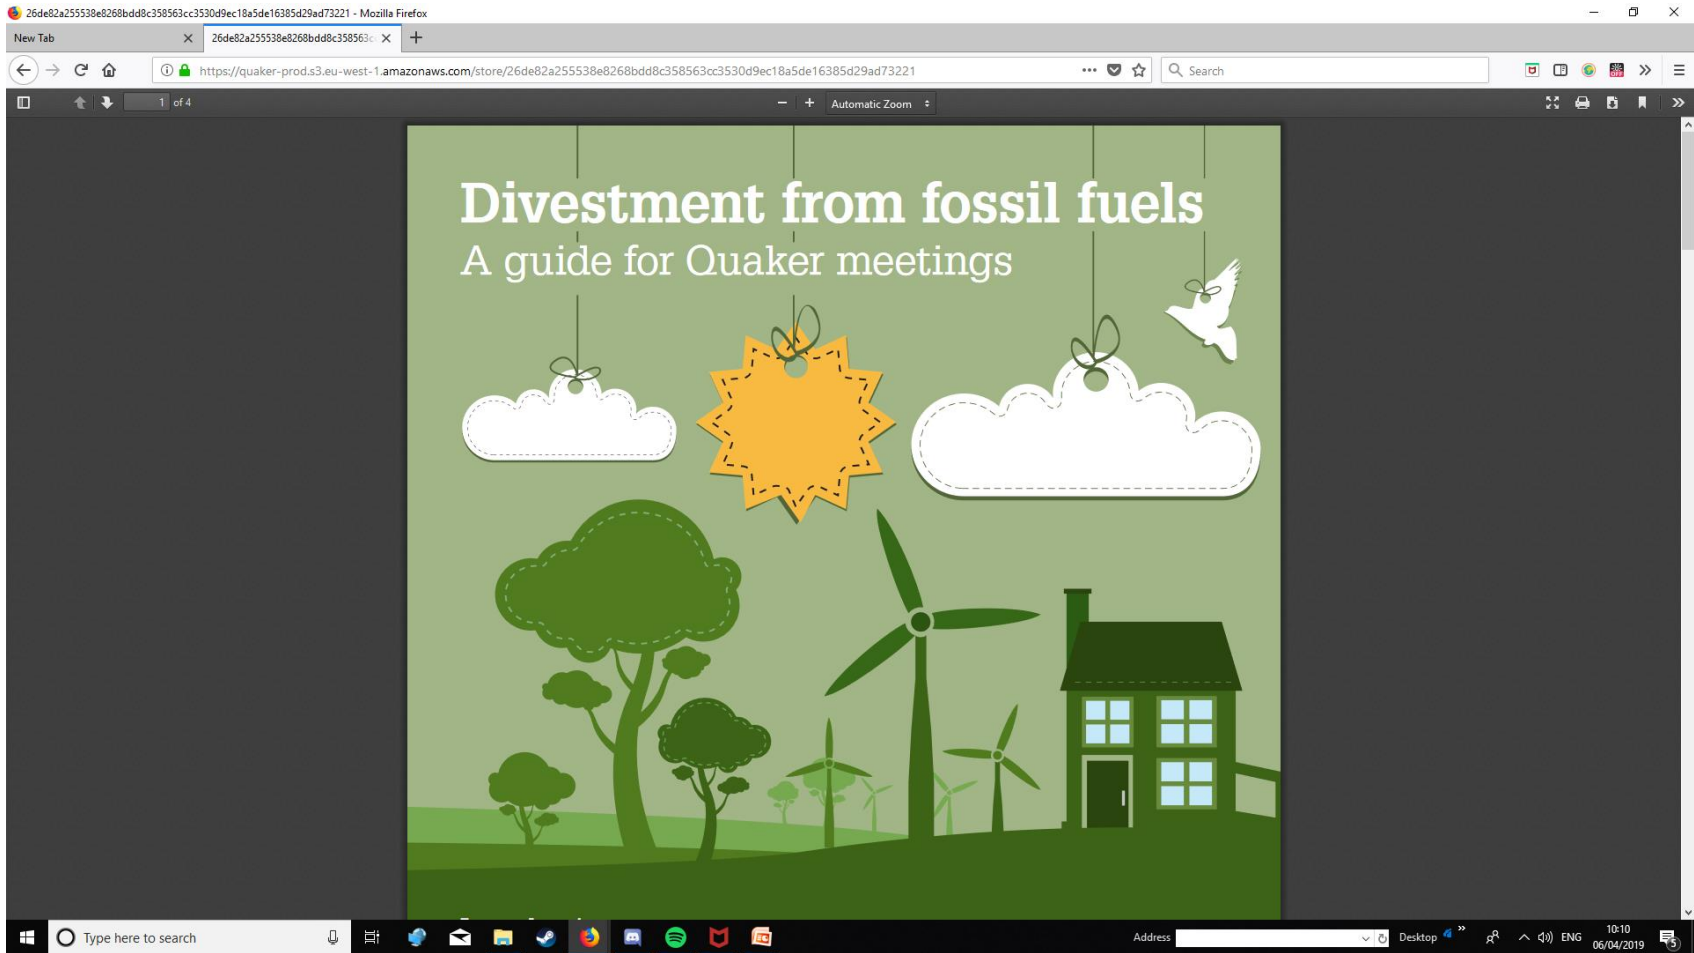 26de82a255538e8268bdd8c358563cc3530d9ec18a5de16385d29ad73221 - Mozilla Firefox
New Tab
26de82a255538e8268bdd8c358563c
https://quaker-prod.s3.eu-west-1.amazonaws.com/store/26de82a255538e8268bdd8c358563cc3530d9ec18a5de16385d29ad73221
Search
1 of 4
Automatic Zoom
Divestment from fossil fuels
A guide for Quaker meetings
Type here to search
Address
Desktop
ENG
10:10
06/04/2019
5